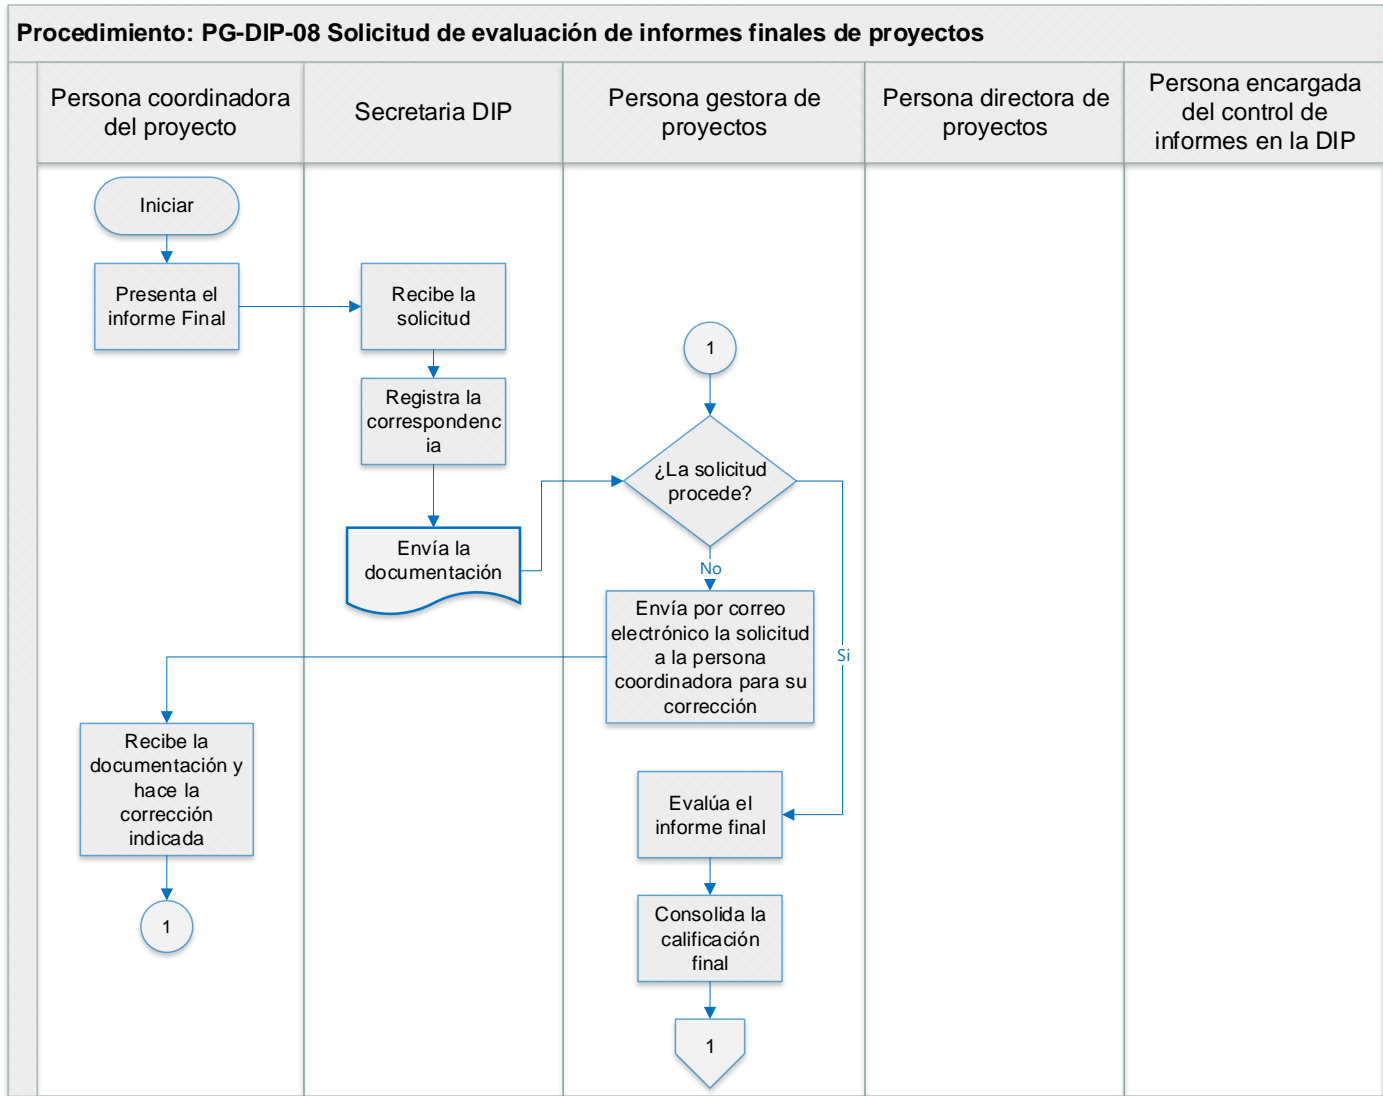 Procedimiento: PG-DIP-08 Solicitud de evaluación de informes finales de proyectos
Persona coordinadora
del proyecto
Secretaria DIP
Persona gestora de
proyectos
Persona directora de
proyectos
Persona encargada
del control de
informes en la DIP
Iniciar
Presenta el
informe Final
Recibe la
solicitud
1
Registra la
correspondenc
ia
¿La solicitud
procede?
Envía la
documentación
No
Envía por correo
electrónico la solicitud
a la persona
coordinadora para su
corrección
Si
Recibe la
documentación y
hace la
corrección
indicada
Evalúa el
informe final
1
Consolida la
calificación
final
1